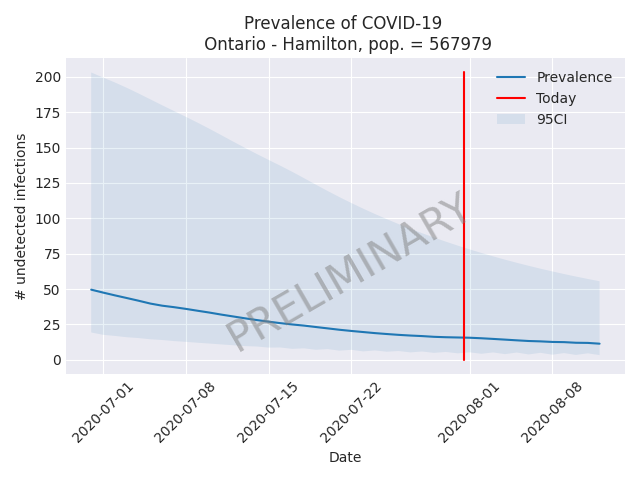 Prevalence of COVID-19
Ontario - Hamilton, pop. = 567979
Prevalence
Today
95CI
200
175
150
125
100
75
50
25
0
# undetected infections
PRELIMINARY
2020-07-01
2020-07-08
2020-07-15
2020-07-22
2020-08-01
2020-08-08
Date